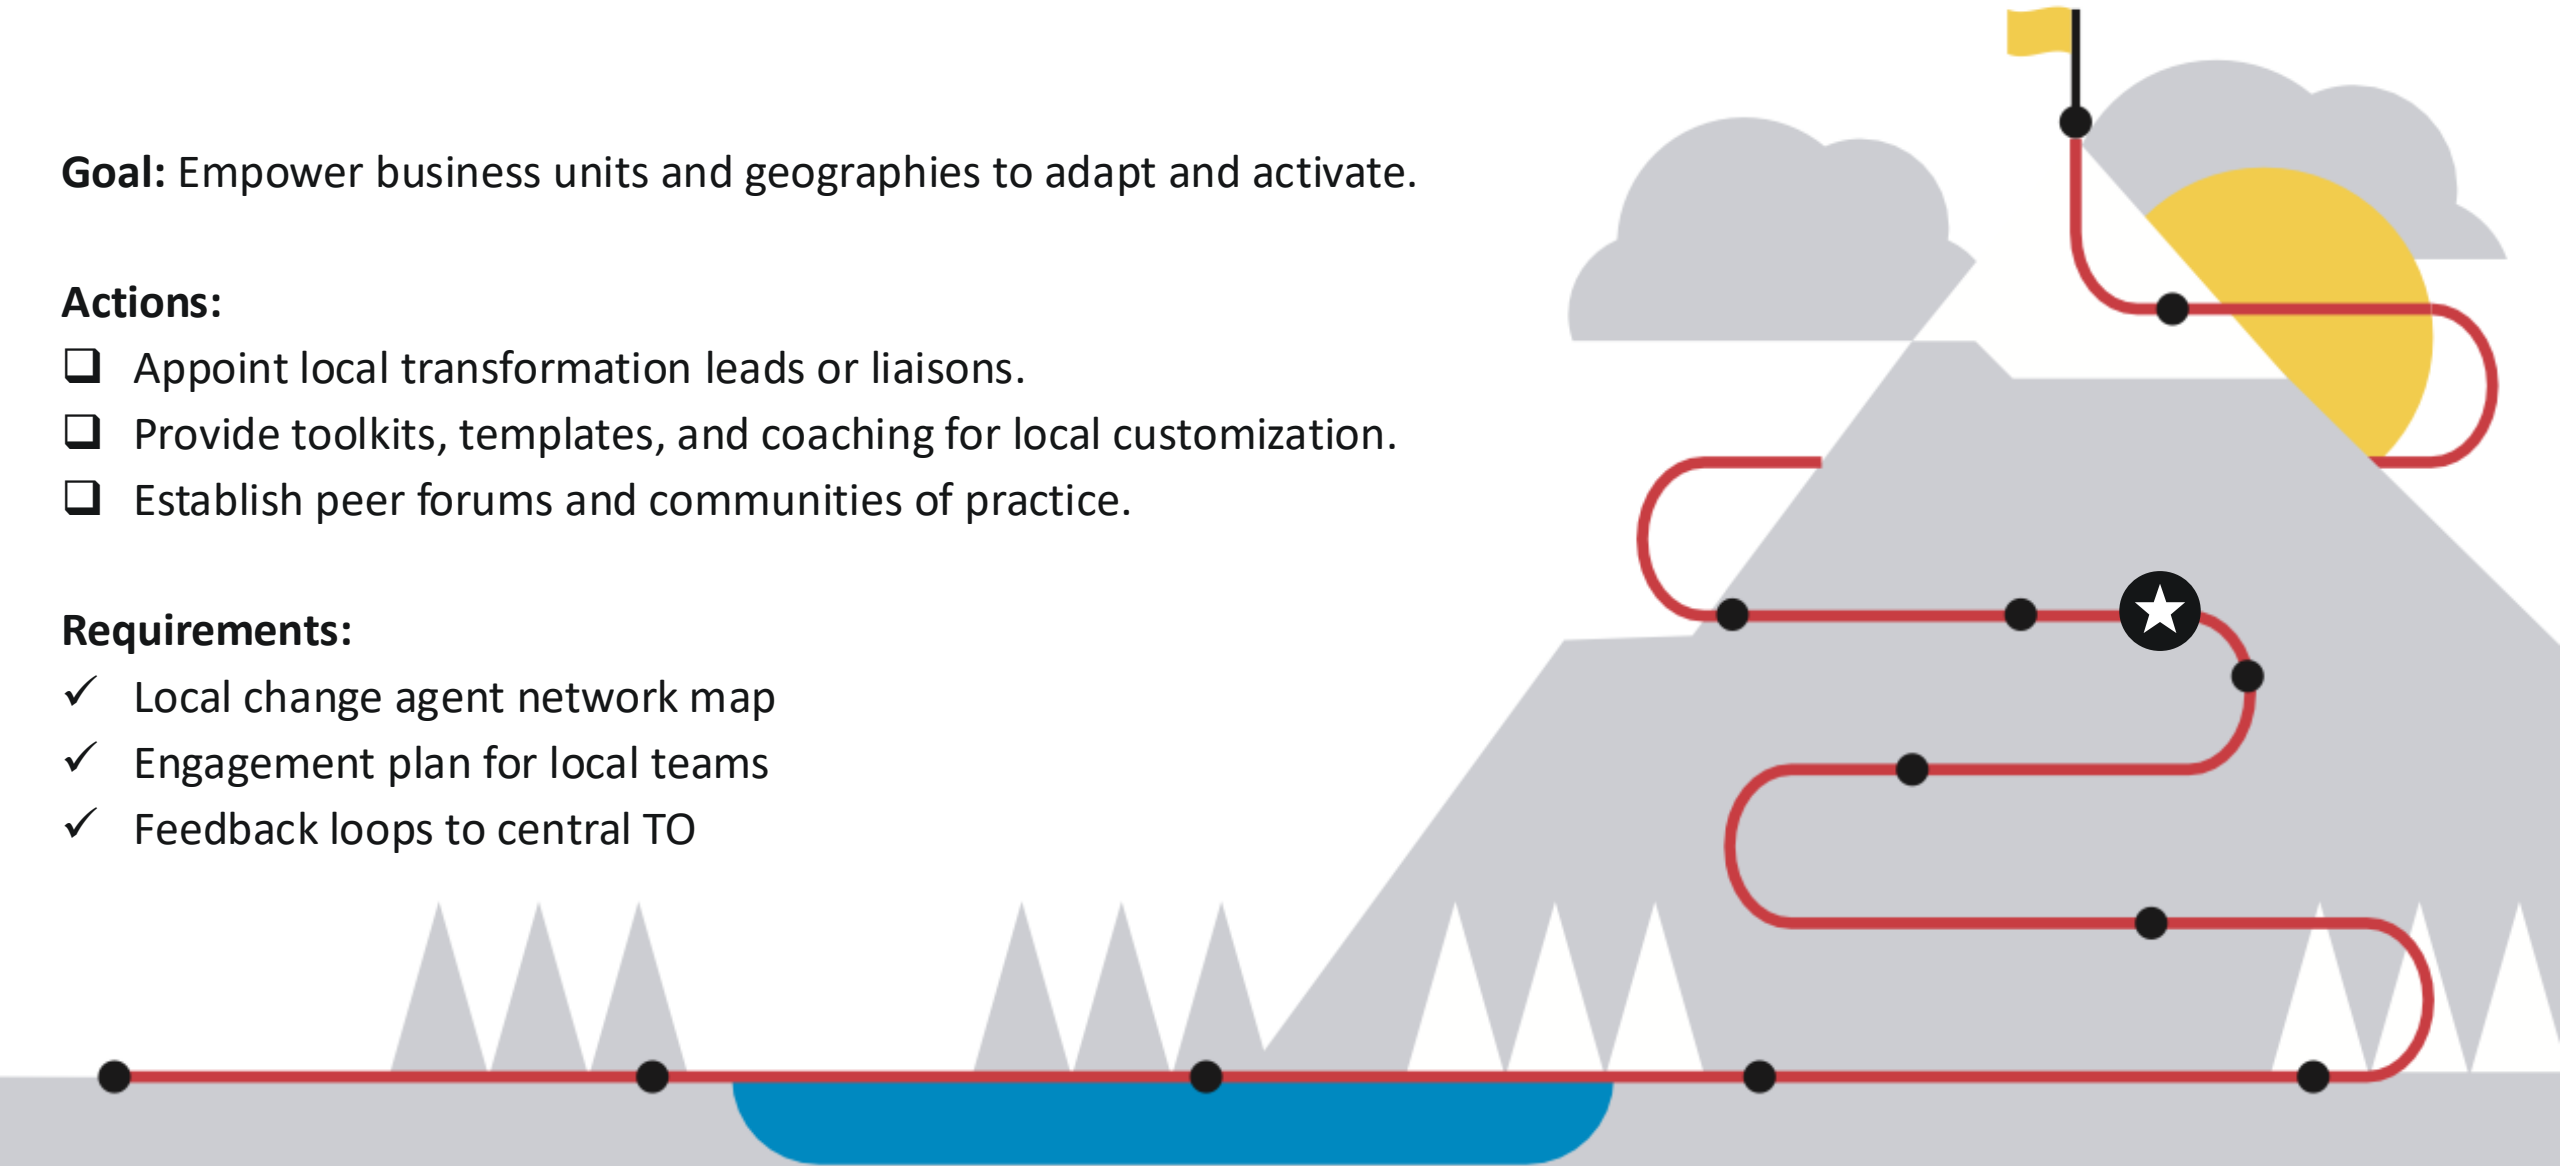 Goal: Empower business units and geographies to adapt and activate.
Actions:
❑ Appoint local transformation leads or liaisons.
❑ Provide toolkits, templates, and coaching for local customization.
❑ Establish peer forums and communities of practice.
Requirements:
✓ Local change agent network map
✓ Engagement plan for local teams
✓ Feedback loops to central TO